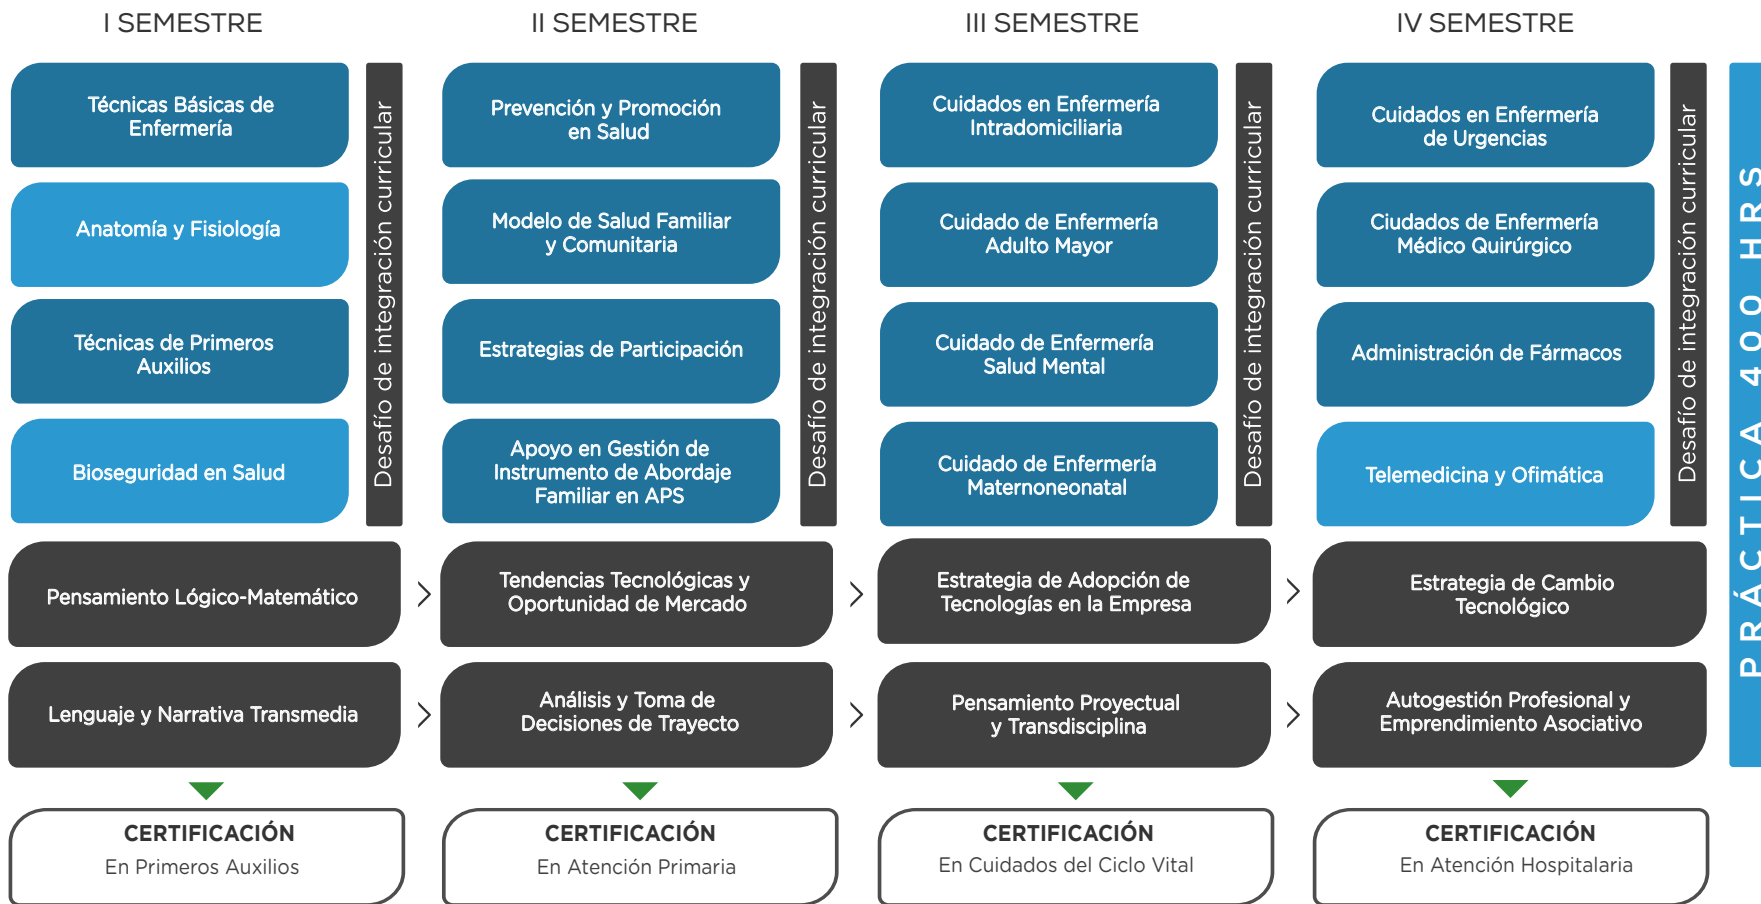 I SEMESTRE
Técnicas Básicas de
Enfermería
Anatomía y Fisiología
Técnicas de Primeros
Auxilios
Bioseguridad en Salud
Desafío de integración curricular
Pensamiento Lógico-Matemático
Lenguaje y Narrativa Transmedia
CERTIFICACIÓN
En Primeros Auxilios
II SEMESTRE
Prevención y Promoción
en Salud
Modelo de Salud Familiar
y Comunitaria
Estrategias de Participación
Apoyo en Gestión de
Instrumento de Abordaje
Familiar en APS
Desafío de integración curricular
Tendencias Tecnológicas y
Oportunidad de Mercado
Análisis y Toma de
Decisiones de Trayecto
CERTIFICACIÓN
En Atención Primaria
III SEMESTRE
Cuidados en Enfermería
Intradomiciliaria
Cuidado de Enfermería
Adulto Mayor
Cuidado de Enfermería
Salud Mental
Cuidado de Enfermería
Maternoneonatal
Desafío de integración curricular
Estrategia de Adopción de
Tecnologías en la Empresa
Pensamiento Proyectual
y Transdisciplina
CERTIFICACIÓN
En Cuidados del Ciclo Vital
IV SEMESTRE
Cuidados en Enfermería
de Urgencias
Ciudados de Enfermería
Médico Quirúrgico
Administración de Fármacos
Telemedicina y Ofimática
Desafío de integración curricular
Estrategia de Cambio
Tecnológico
Autogestión Profesional y
Emprendimiento Asociativo
CERTIFICACIÓN
En Atención Hospitalaria
PRÁCTICA 400 HRS